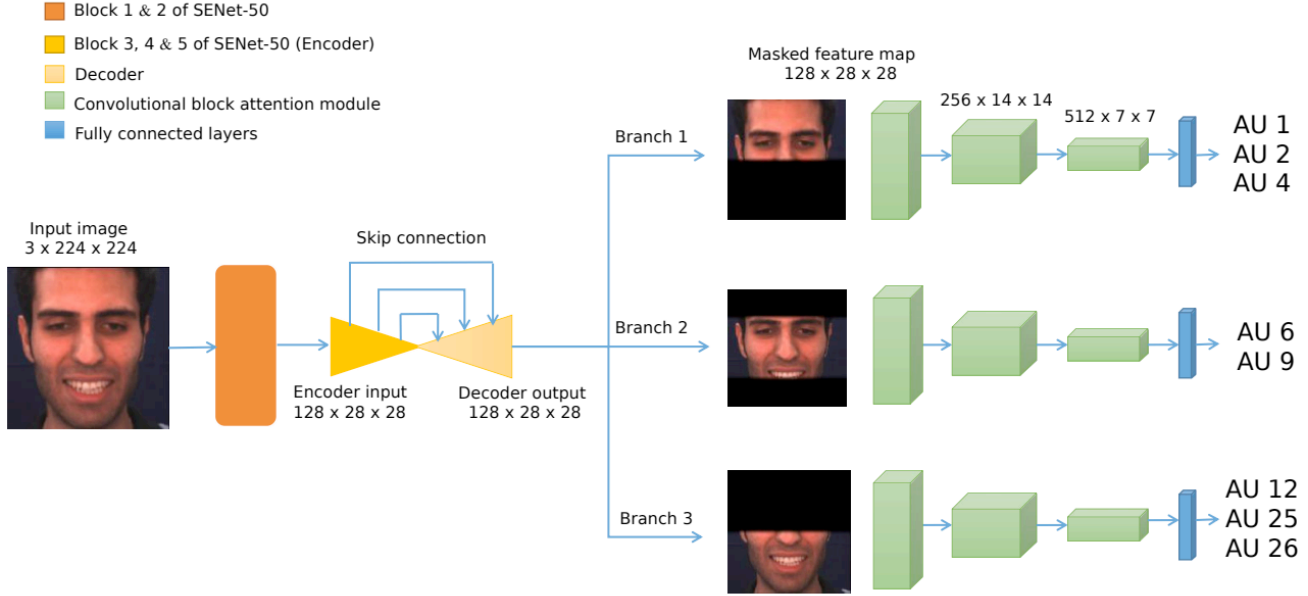 Block 1 & 2 of SENet-50
Block 3, 4 & 5 of SENet-50 (Encoder)
Decoder
Convolutional block attention module
Fully connected layers
Input image
3 x 224 x 224
Skip connection
Encoder input
128 x 28 x 28
Decoder output
128 x 28 x 28
Masked feature map
128 x 28 x 28
256 x 14 x 14
512 x 7 x 7
Branch 1
AU 1
AU 2
AU 4
Branch 2
AU 6
AU 9
Branch 3
AU 12
AU 25
AU 26